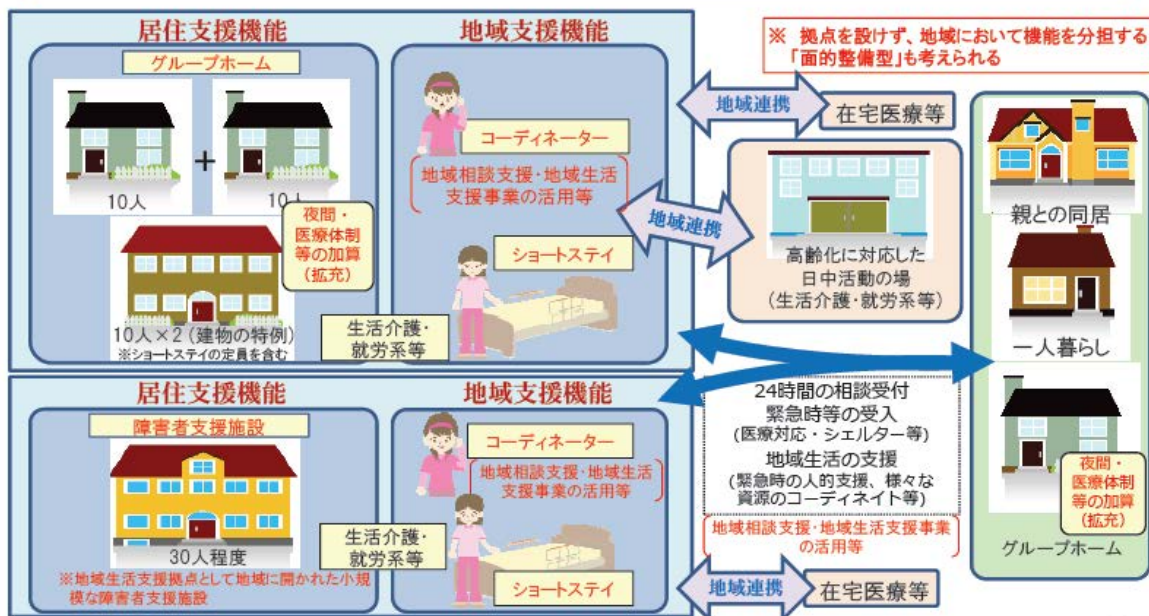 居住支援機能
地域支援機能
グループホーム
+
10人
10人
夜間・
医療体制
等の加算
(拡充)
10人×2(建物の特例)
※ショートステイの定員を含む
コーディネーター
地域相談支援・地域生活
支援事業の活用等
ショートステイ
生活介護・
就労系等
地域連携
在宅医療等
地域連携
高齢化に対応した
日中活動の場
(生活介護・就労系等)
※ 拠点を設けず、地域において機能を分担する
「面的整備型」も考えられる
親との同居
一人暮らし
夜間・
医療体制
等の加算
(拡充)
グループホーム
24時間の相談受付
緊急時等の受入
(医療対応・シェルター等)
地域生活の支援
(緊急時の人的支援、様々な
資源のコーディネイト等)
地域相談支援・地域生活支援事業
の活用等
居住支援機能
地域支援機能
障害者支援施設
30人程度
※地域生活支援拠点として地域に開かれた小規
模な障害者支援施設
コーディネーター
地域相談支援・地域生活
支援事業の活用等
生活介護・
就労系等
ショートステイ
地域連携
在宅医療等